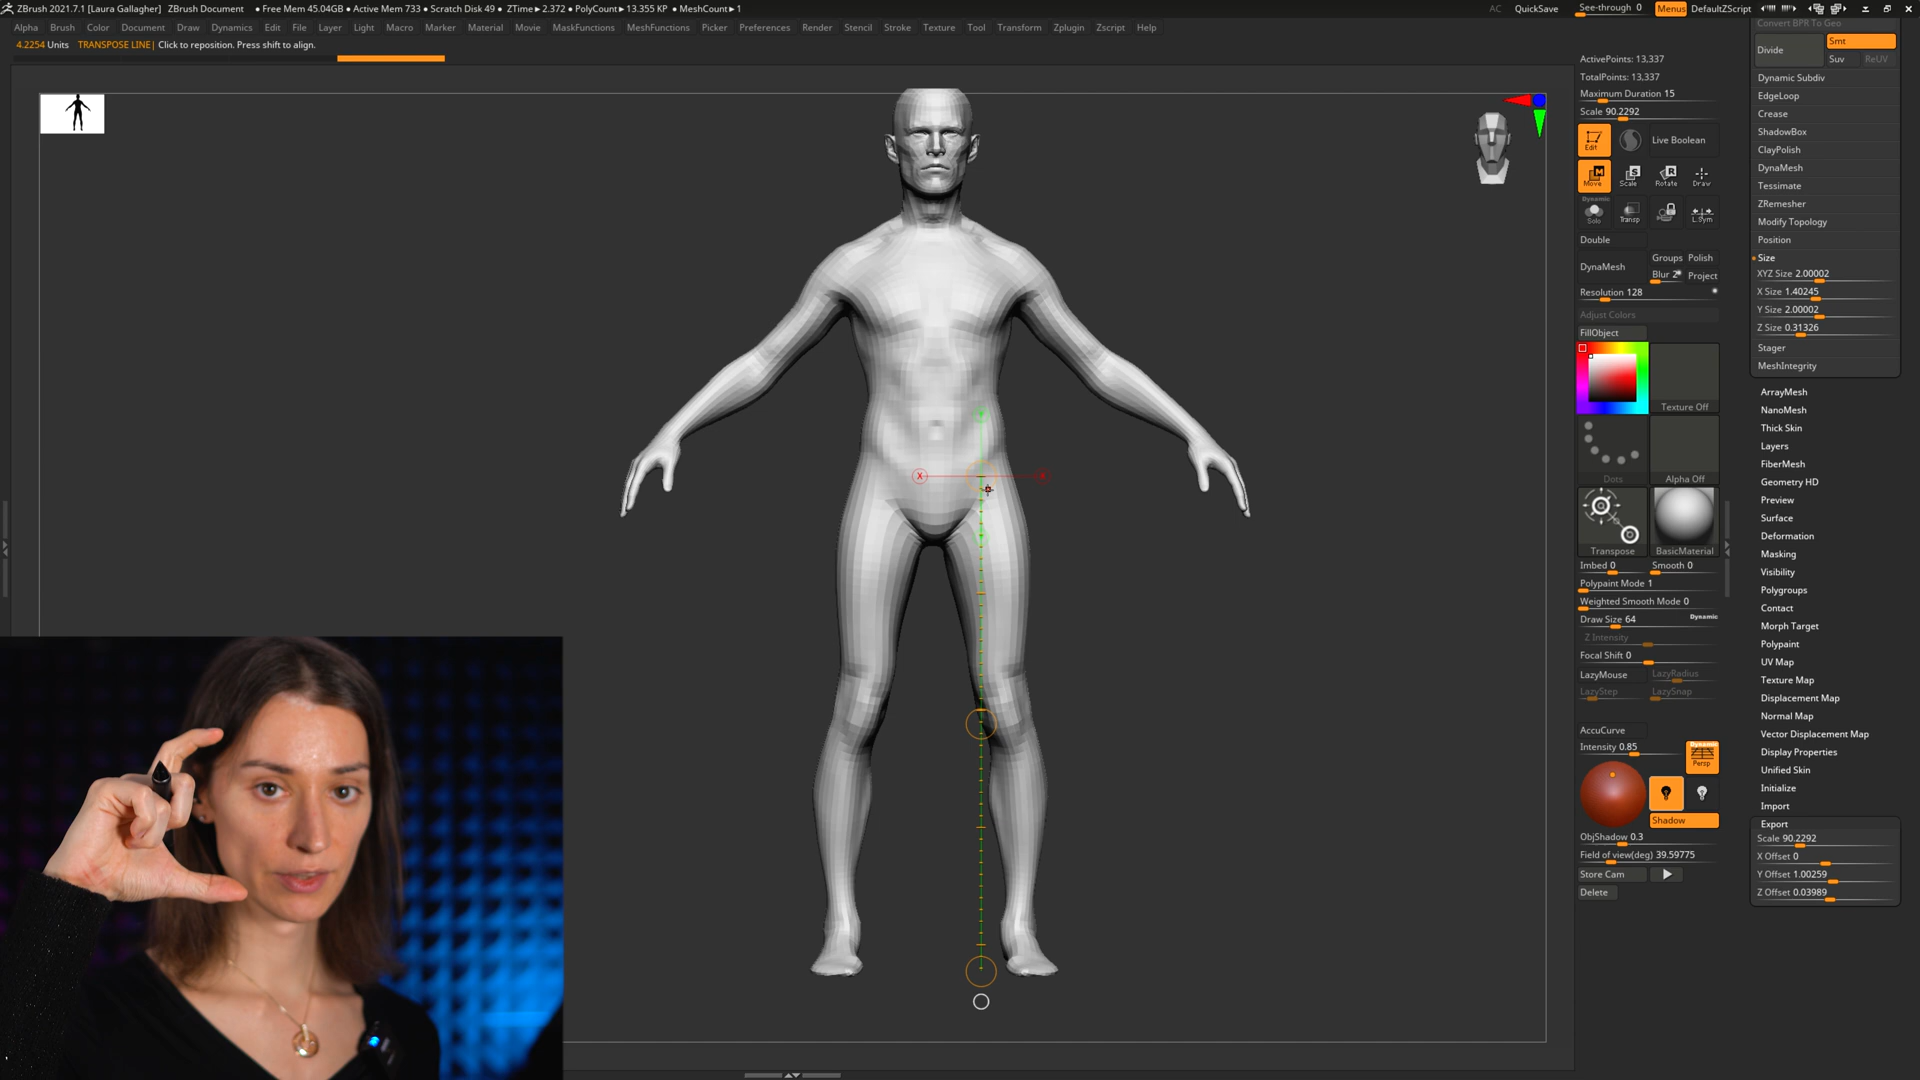 ZBrush 2021.7.1 [Laura Gallagher] ZBrush Document ● Free Mem 45.04GB ● Active Mem 733 ● Scratch Disk 49 ● ZTime►2.372 ● PolyCount►13.355 KP ● MeshCount►1 AC QuickSave See-through 0 Menus DefaultZScript
Alpha Brush Color Document Draw Dynamics Edit File Layer Light Macro Marker Material Movie MaskFunctions MeshFunctions Picker Preferences Render Stencil Stroke Texture Tool Transform Zplugin Zscript Help
4.2254 Units TRANSPOSE LINE| Click to reposition. Press shift to align.
X X
ActivePoints: 13,337
TotalPoints: 13,337
Maximum Duration 15
Scale 90.2292
Edit Live Boolean
Move Scale Rotate Draw
Dynamic
Solo Transp L.Sym
Double
DynaMesh Groups Polish
Blur 2 Project
Resolution 128
Adjust Colors
FillObject
Texture Off
Dots Alpha Off
Transpose BasicMaterial
Imbed 0 Smooth 0
Polypaint Mode 1
Weighted Smooth Mode 0
Draw Size 64 Dynamic
Z Intensity
Focal Shift 0
LazyMouse LazyRadius
LazyStep LazySnap
AccuCurve
Intensity 0.85 Dynamic
Persp
Shadow
ObjShadow 0.3
Field of view(deg) 39.59775
Store Cam
Delete
Convert BPR To Geo
Divide Smt
Suv ReUV
Dynamic Subdiv
EdgeLoop
Crease
ShadowBox
ClayPolish
DynaMesh
Tessimate
ZRemesher
Modify Topology
Position
Size
XYZ Size 2.00002
X Size 1.40245
Y Size 2.00002
Z Size 0.31326
Stager
MeshIntegrity
ArrayMesh
NanoMesh
Thick Skin
Layers
FiberMesh
Geometry HD
Preview
Surface
Deformation
Masking
Visibility
Polygroups
Contact
Morph Target
Polypaint
UV Map
Texture Map
Displacement Map
Normal Map
Vector Displacement Map
Display Properties
Unified Skin
Initialize
Import
Export
Scale 90.2292
X Offset 0
Y Offset 1.00259
Z Offset 0.03989